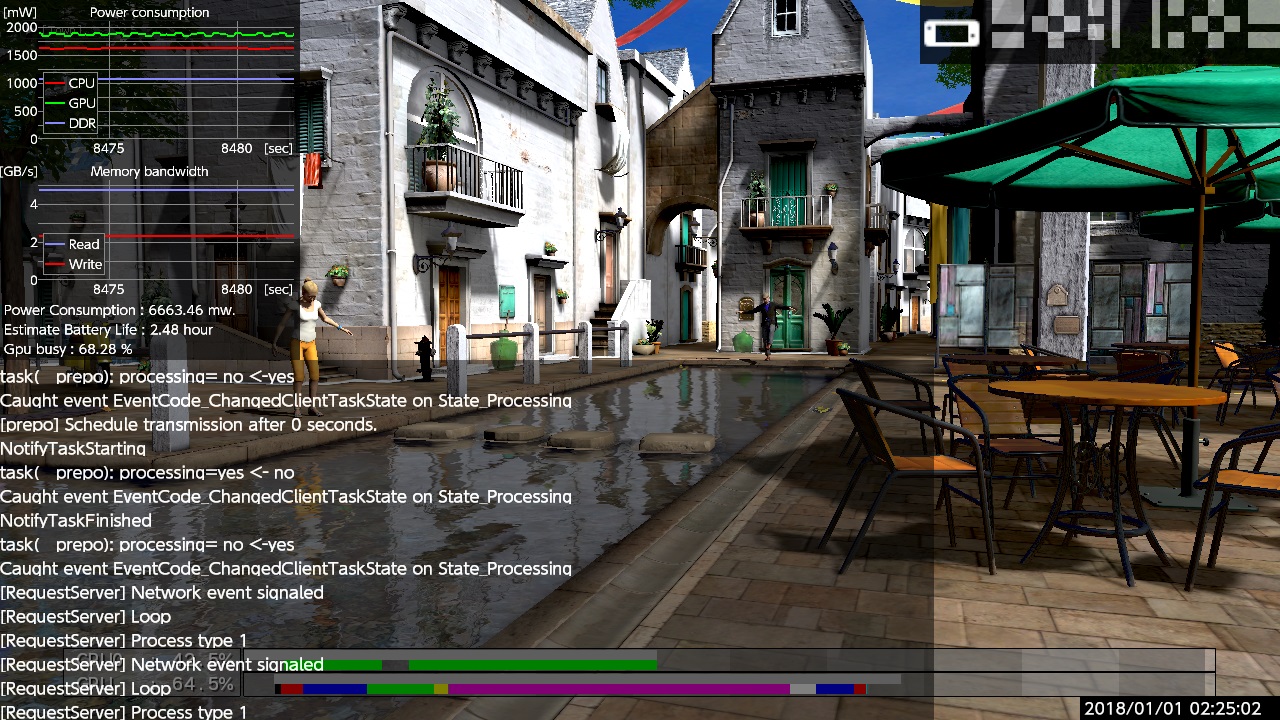 [mW] Power consumption
2000
1500
1000
500
0
CPU
GPU
DDR
8475 8480 [sec]
[GB/s] Memory bandwidth
4
2
0
Read
Write
8475 8480 [sec]
Power Consumption : 6663.46 mw.
Estimate Battery Life : 2.48 hour
Gpu busy : 68.28 %
task( prepo): processing= no <-yes
Caught event EventCode_ChangedClientTaskState on State_Processing
[prepo] Schedule transmission after 0 seconds.
NotifyTaskStarting
task( prepo): processing=yes <- no
Caught event EventCode_ChangedClientTaskState on State_Processing
NotifyTaskFinished
task( prepo): processing= no <-yes
Caught event EventCode_ChangedClientTaskState on State_Processing
[RequestServer] Network event signaled
[RequestServer] Loop
[RequestServer] Process type 1
[RequestServer] Network event signaled
[RequestServer] Loop
64.5%
[RequestServer] Process type 1
2018/01/01 02:25:02